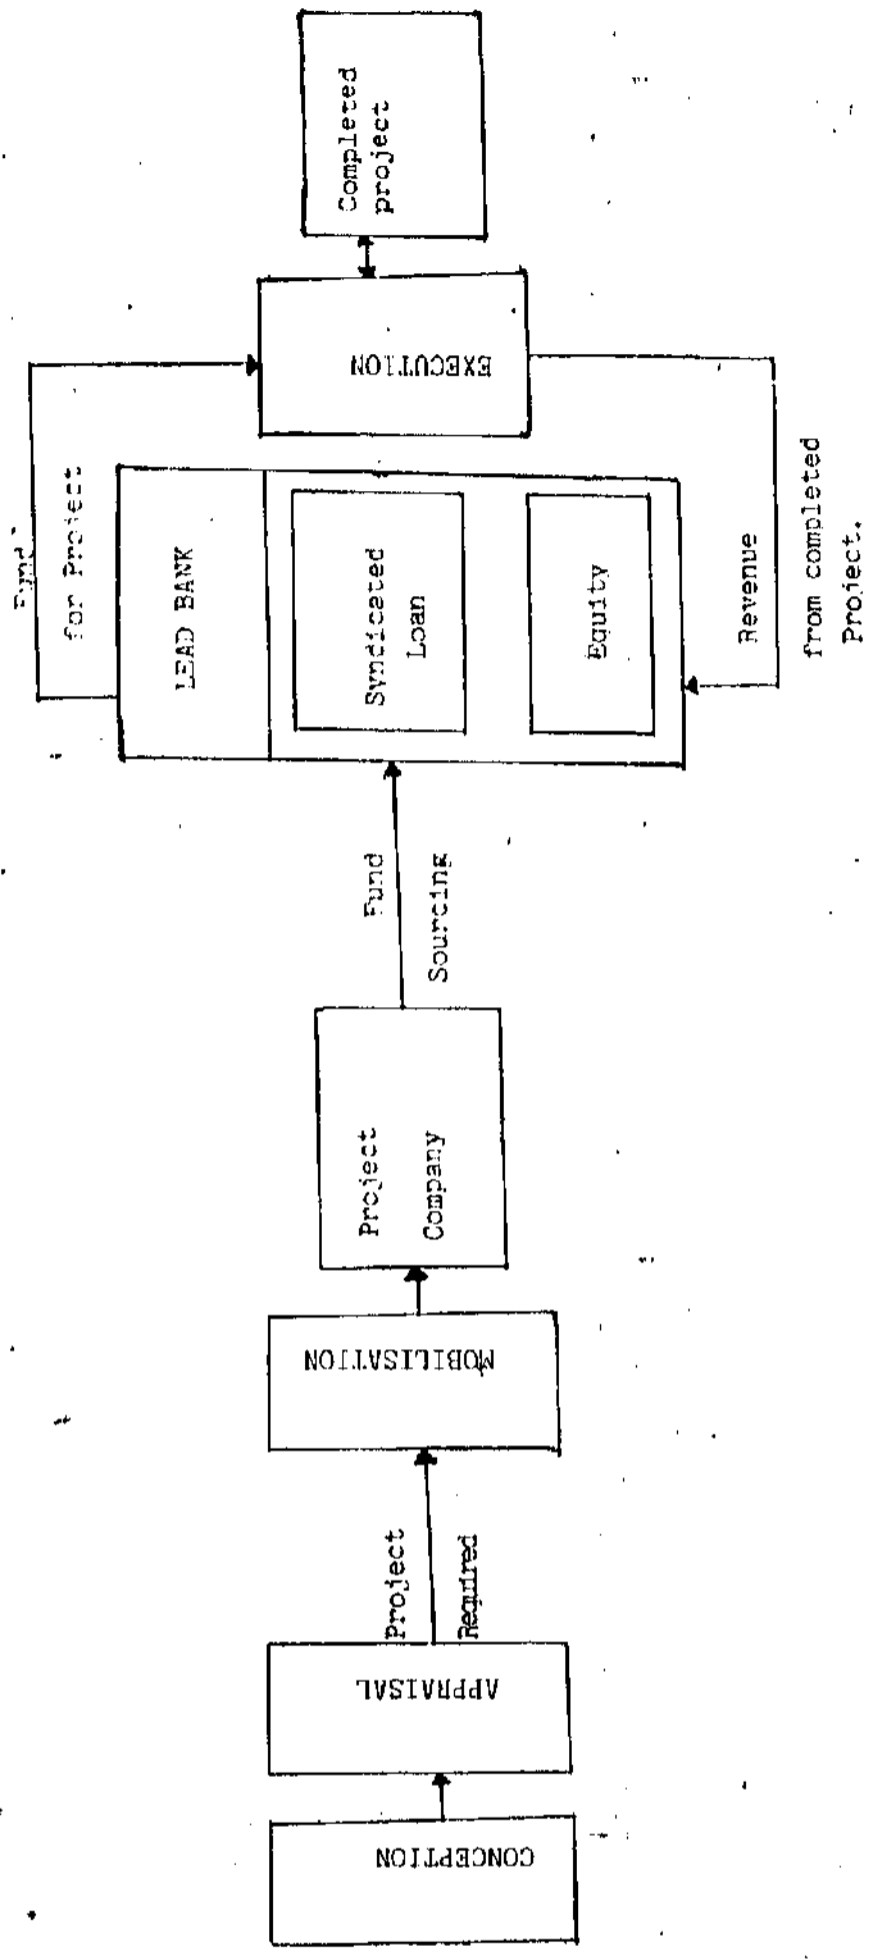 CONCEPTION
APPRAISAL
Project
Required
MOBILISATION
Project
Company
Fund
Sourcing
LEAD BANK
Syndicated
Loan
Equity
Fund
for Project
EXECUTION
Revenue
from completed
Project.
Completed
project